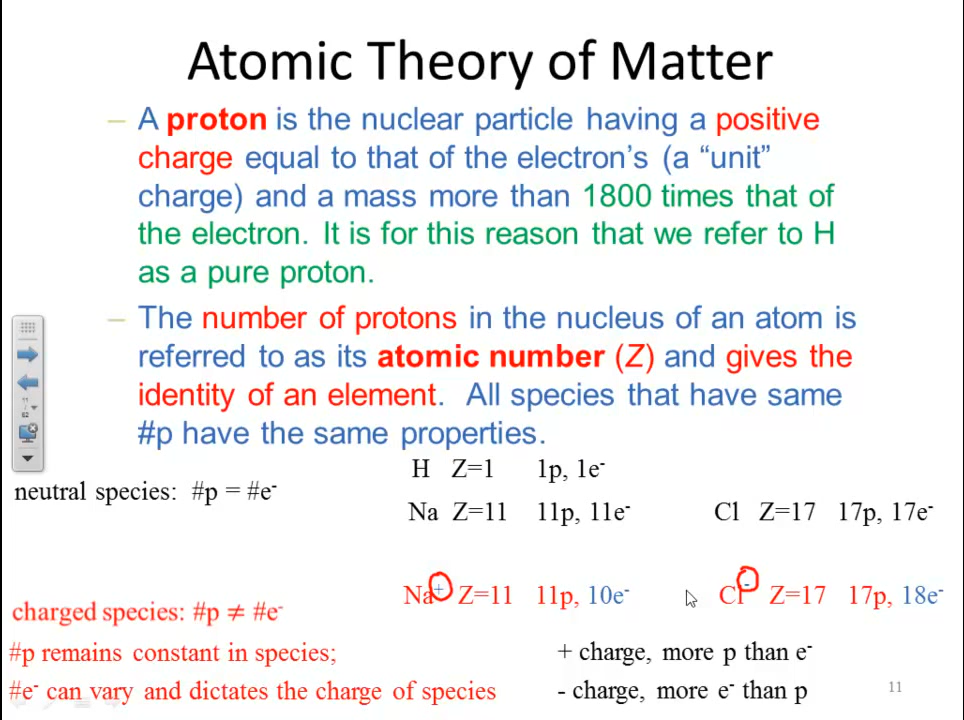 Atomic Theory of Matter
– A proton is the nuclear particle having a positive
charge equal to that of the electron’s (a “unit”
charge) and a mass more than 1800 times that of
the electron. It is for this reason that we refer to H
as a pure proton.
– The number of protons in the nucleus of an atom is
referred to as its atomic number (Z) and gives the
identity of an element. All species that have same
#p have the same properties.
H Z=1 1p, 1e⁻
neutral species: #p = #e⁻
Na Z=11 11p, 11e⁻ Cl Z=17 17p, 17e⁻
Na⁺ Z=11 11p, 10e⁻ Cl⁻ Z=17 17p, 18e⁻
charged species: #p ≠ #e⁻
#p remains constant in species; + charge, more p than e⁻
#e⁻ can vary and dictates the charge of species - charge, more e⁻ than p
11